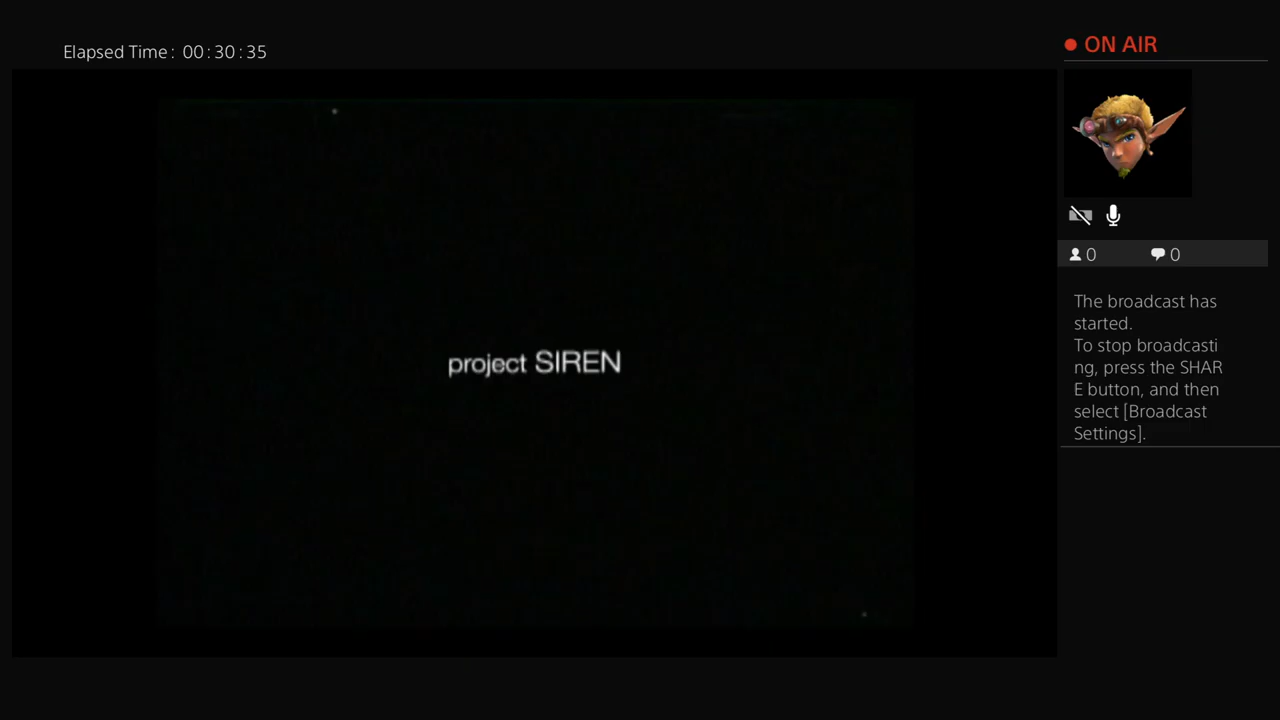 Elapsed Time: 00:30:35
ON AIR
project SIREN
0 0
The broadcast has
started.
To stop broadcasti
ng, press the SHAR
E button, and then
select [Broadcast
Settings].